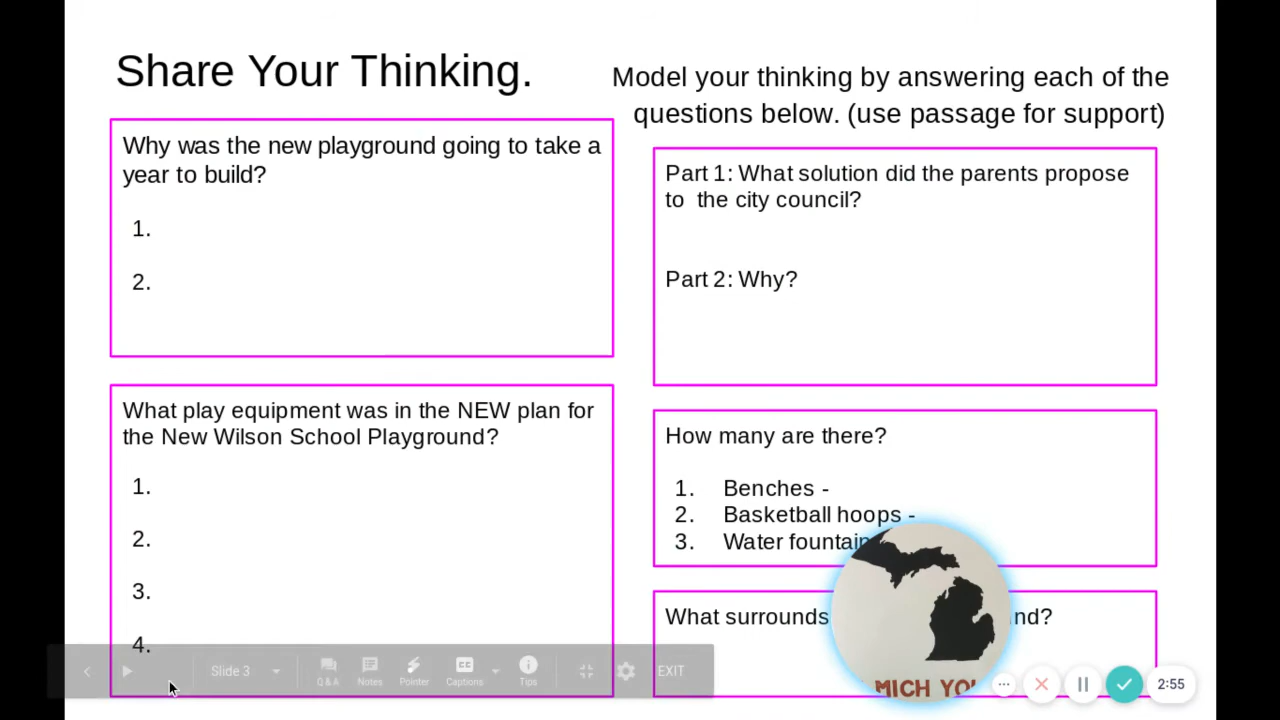 Share Your Thinking.
Model your thinking by answering each of the
questions below. (use passage for support)
Why was the new playground going to take a
year to build?
1.
2.
Part 1: What solution did the parents propose
to the city council?
Part 2: Why?
What play equipment was in the NEW plan for
the New Wilson School Playground?
1.
2.
3.
4.
How many are there?
1. Benches -
2. Basketball hoops -
3. Water
What surrounds
MICH
Slide 3
Q&A
Notes
Pointer
Captions
Tips
EXIT
2:55